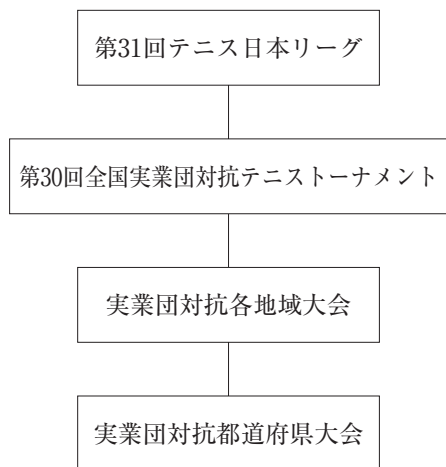 第31回テニス日本リーグ
第30回全国実業団対抗テニストーナメント
実業団対抗各地域大会
実業団対抗都道府県大会